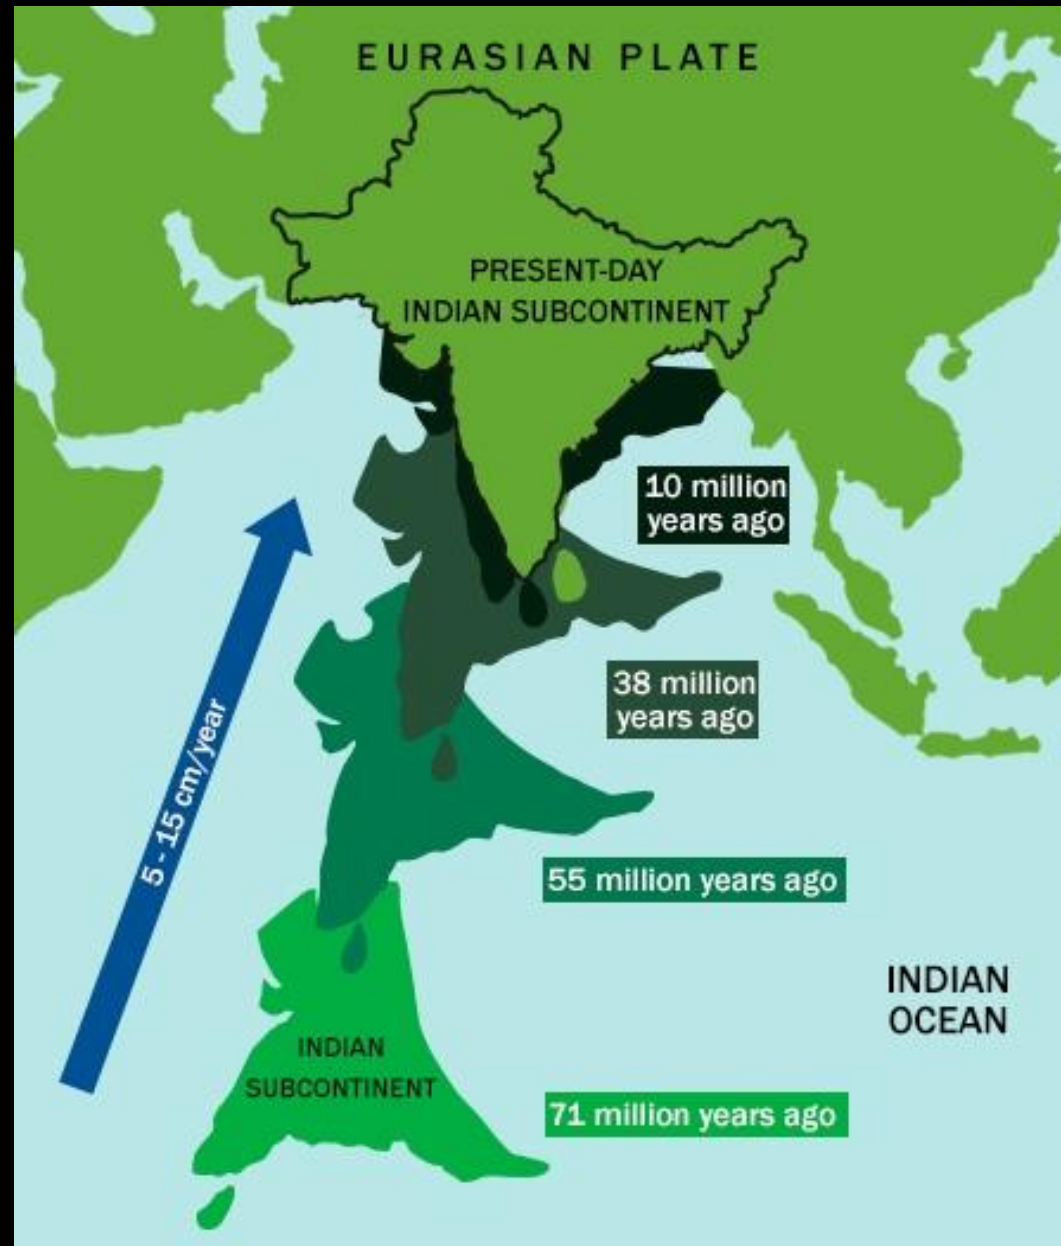 EURASIAN PLATE
PRESENT-DAY
INDIAN SUBCONTINENT
10 million
years ago
38 million
years ago
5 - 15 cm/year
55 million years ago
INDIAN
OCEAN
INDIAN
SUBCONTINENT
71 million years ago